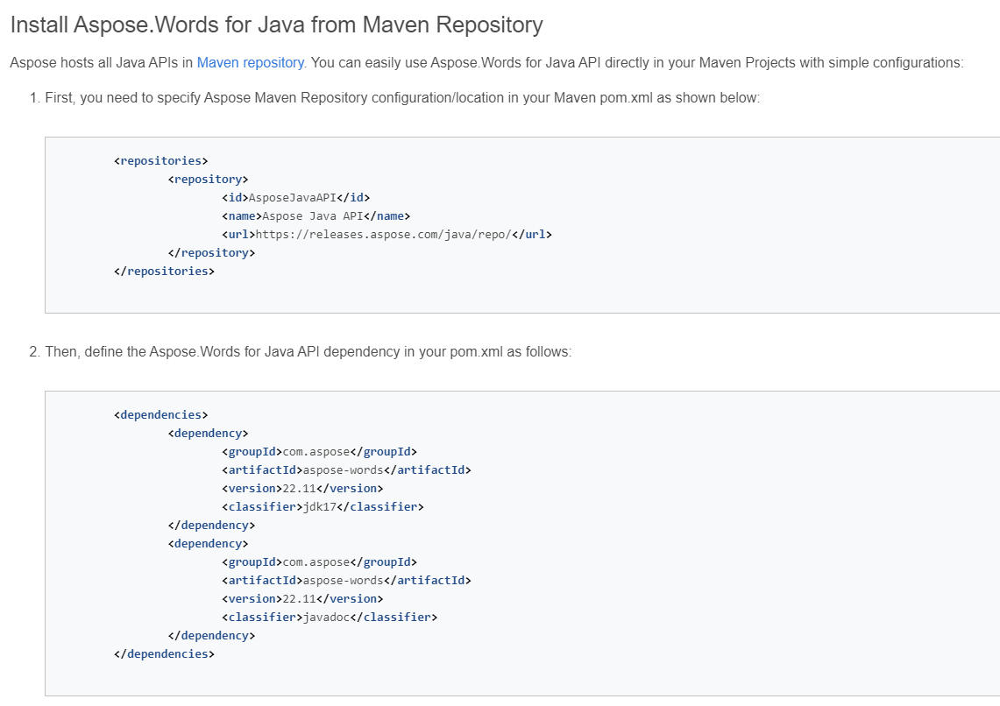 Install Aspose.Words for Java from Maven Repository
Aspose hosts all Java APIs in Maven repository. You can easily use Aspose.Words for Java API directly in your Maven Projects with simple configurations:
1. First, you need to specify Aspose Maven Repository configuration/location in your Maven pom.xml as shown below:
<repositories>
<repository>
<id>AsposeJavaAPI</id>
<name>Aspose Java API</name>
<url>https://releases.aspose.com/java/repo/</url>
</repository>
</repositories>
2. Then, define the Aspose.Words for Java API dependency in your pom.xml as follows:
<dependencies>
<dependency>
<groupId>com.aspose</groupId>
<artifactId>aspose-words</artifactId>
<version>22.11</version>
<classifier>jdk17</classifier>
</dependency>
<dependency>
<groupId>com.aspose</groupId>
<artifactId>aspose-words</artifactId>
<version>22.11</version>
<classifier>javadoc</classifier>
</dependency>
</dependencies>